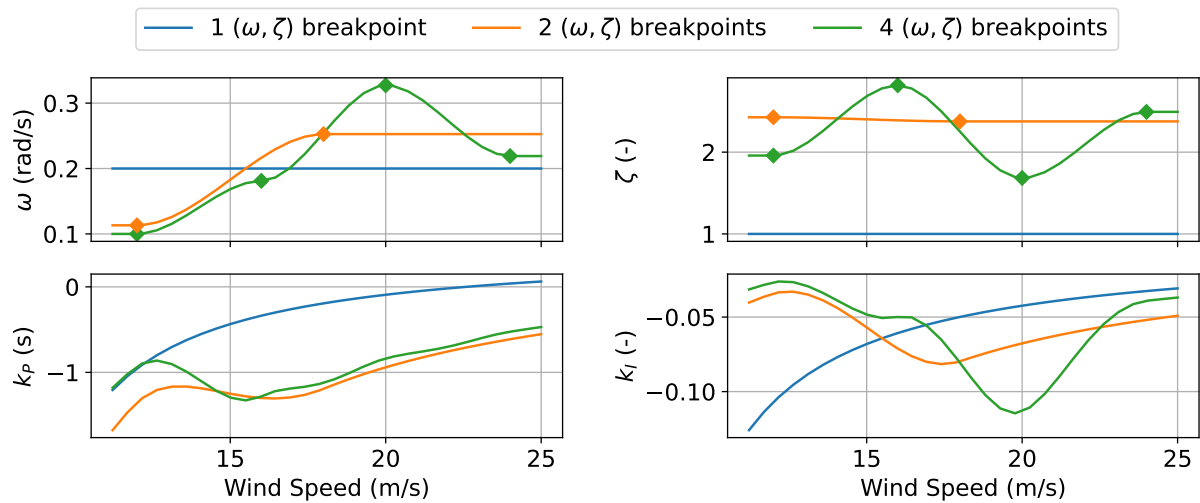 1 (ω, ζ) breakpoint 2 (ω, ζ) breakpoints 4 (ω, ζ) breakpoints
ω (rad/s)
0.3
0.2
0.1
ζ (-)
2
1
k_P (s)
0
−1
15 20 25
Wind Speed (m/s)
k_I (-)
−0.05
−0.10
15 20 25
Wind Speed (m/s)